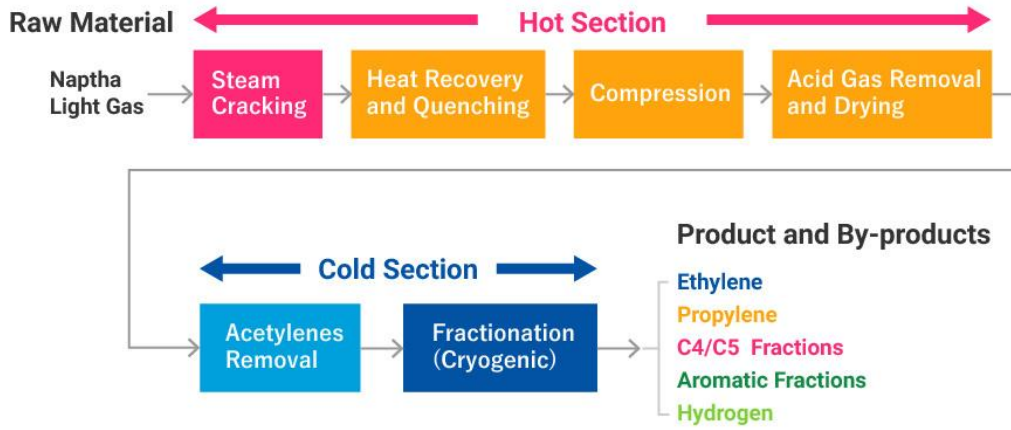 Raw Material
Hot Section
Naptha
Light Gas
Steam
Cracking
Heat Recovery
and Quenching
Compression
Acid Gas Removal
and Drying
Cold Section
Acetylenes
Removal
Fractionation
(Cryogenic)
Product and By-products
Ethylene
Propylene
C4/C5 Fractions
Aromatic Fractions
Hydrogen